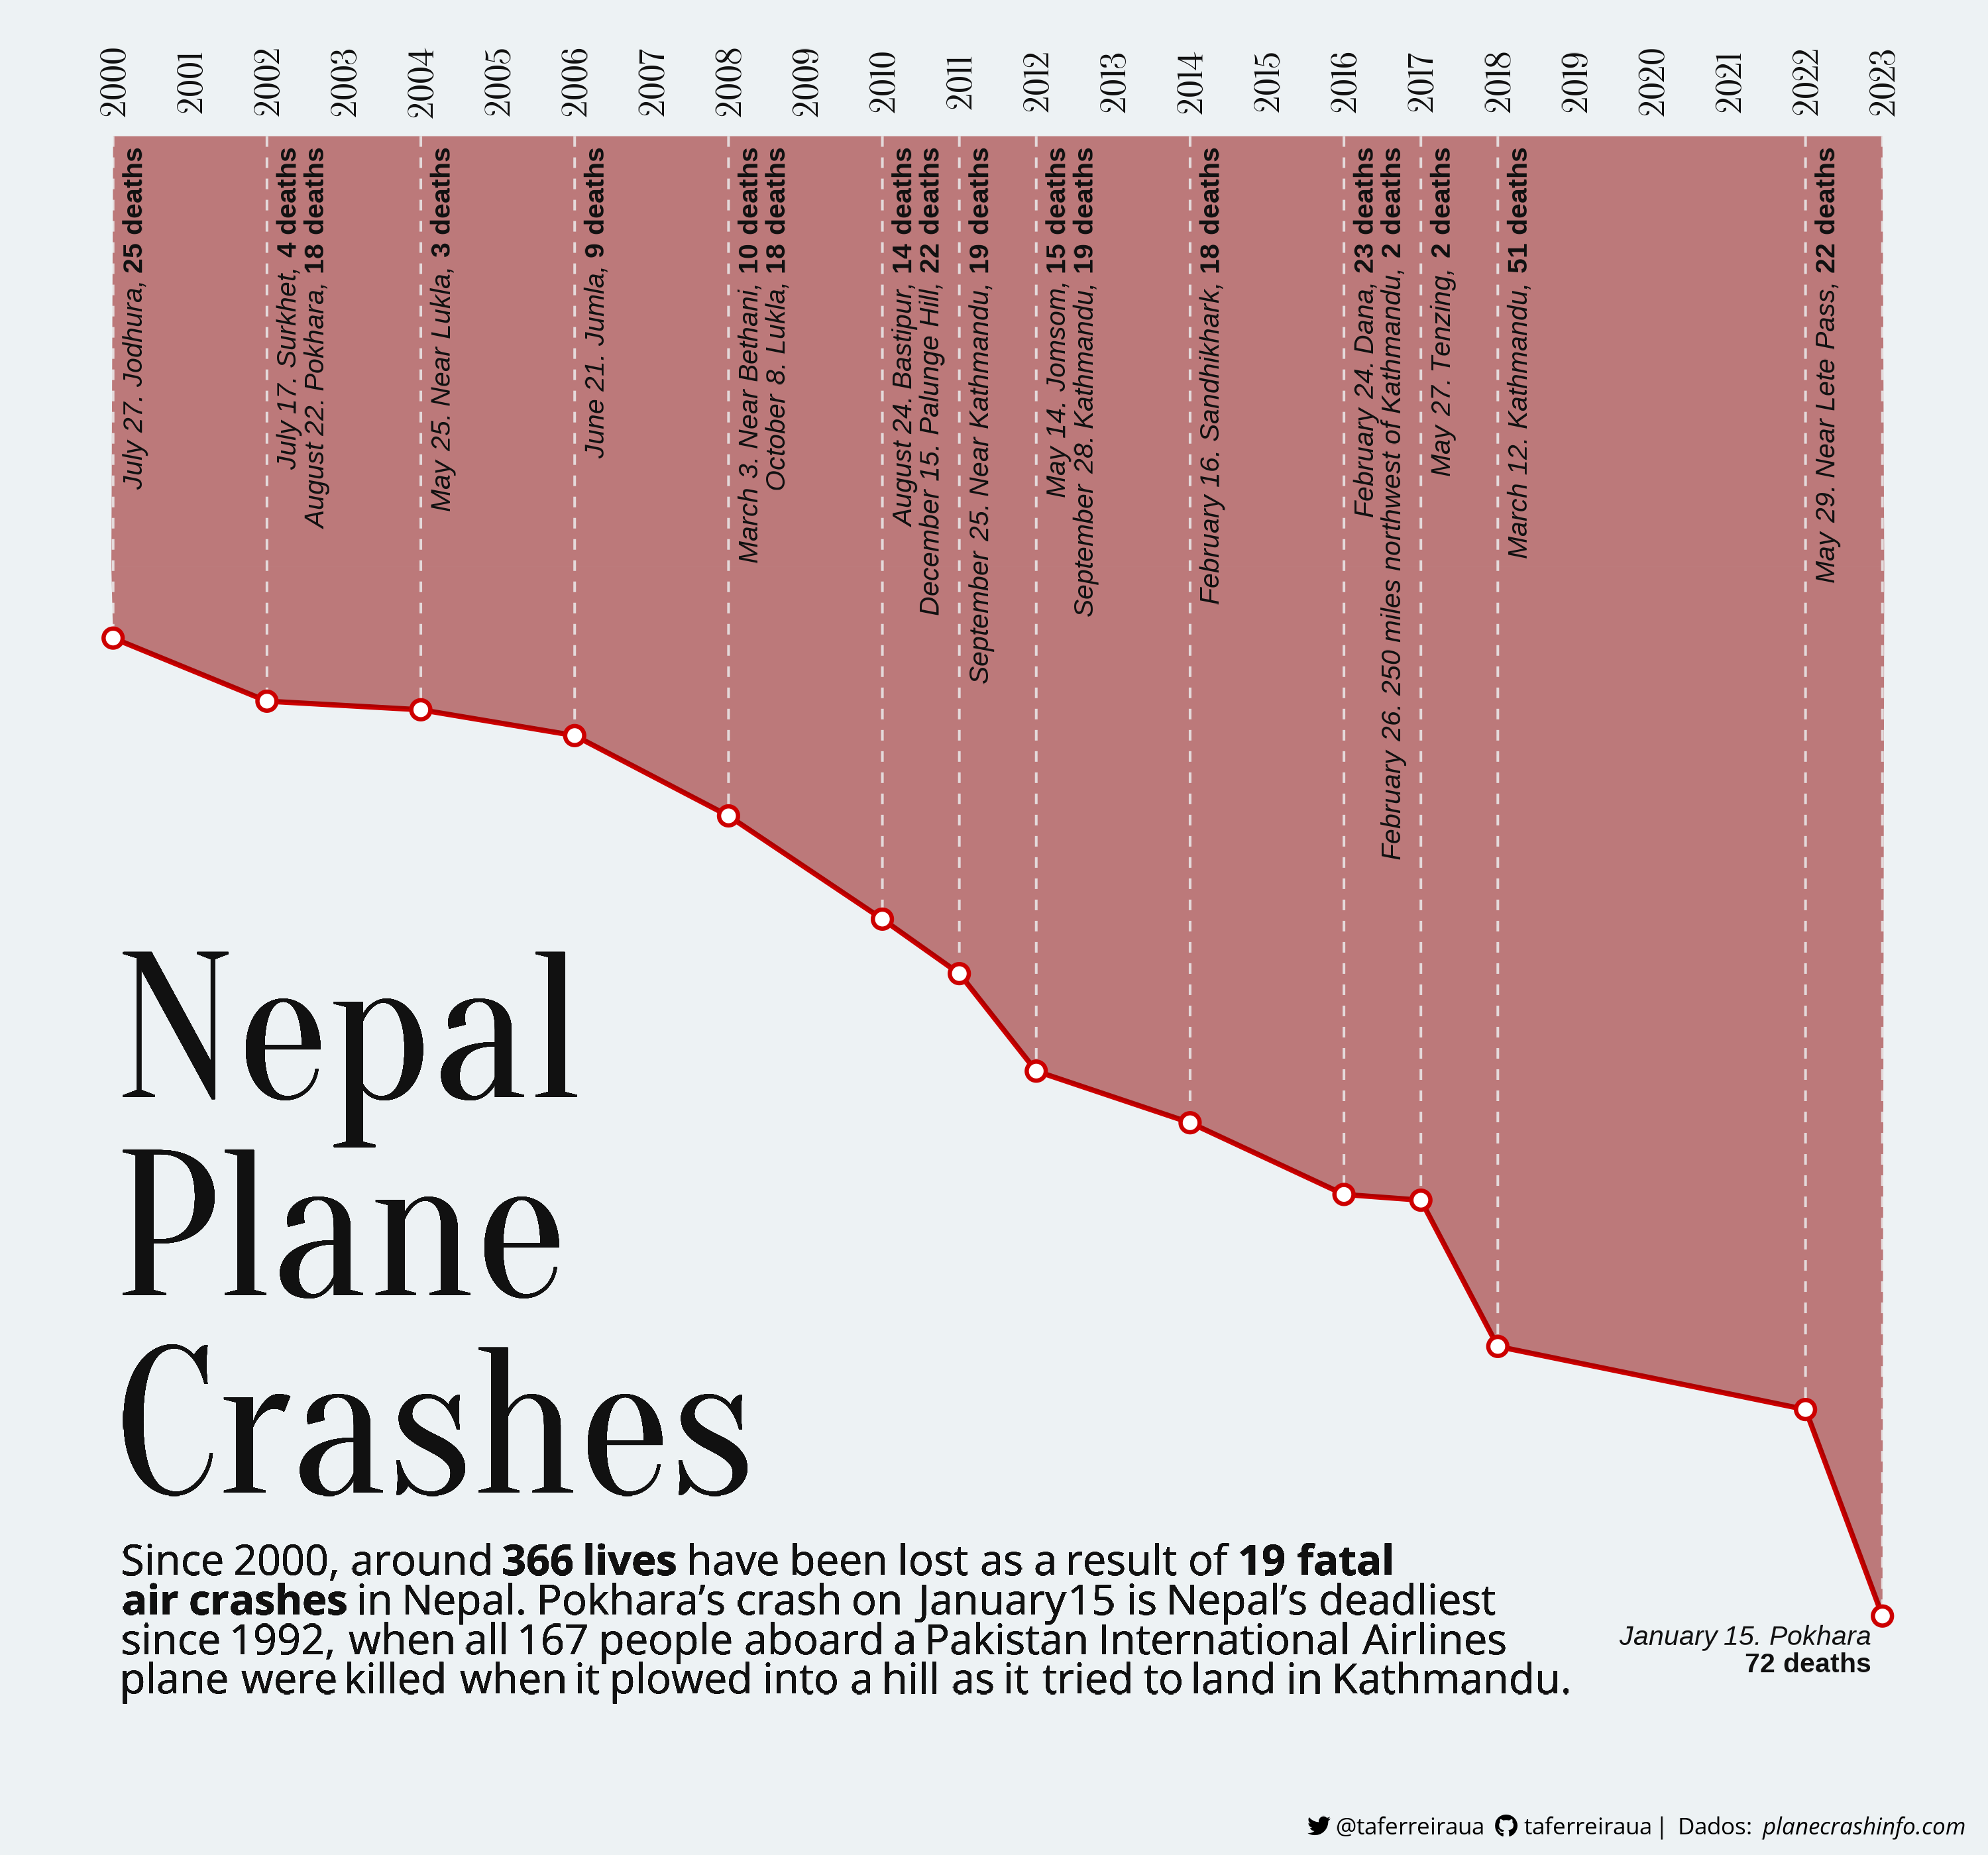 2000
2001
2002
2003
2004
2005
2006
2007
2008
2009
2010
2011
2012
2013
2014
2015
2016
2017
2018
2019
2020
2021
2022
2023
July 27. Jodhura, 25 deaths
July 17. Surkhet, 4 deaths
August 22. Pokhara, 18 deaths
May 25. Near Lukla, 3 deaths
June 21. Jumla, 9 deaths
March 3. Near Bethani, 10 deaths
October 8. Lukla, 18 deaths
August 24. Bastipur, 14 deaths
December 15. Palunge Hill, 22 deaths
September 25. Near Kathmandu, 19 deaths
May 14. Jomsom, 15 deaths
September 28. Kathmandu, 19 deaths
February 16. Sandhikhark, 18 deaths
February 24. Dana, 23 deaths
February 26. 250 miles northwest of Kathmandu, 2 deaths
May 27. Tenzing, 2 deaths
March 12. Kathmandu, 51 deaths
May 29. Near Lete Pass, 22 deaths
Nepal
Plane
Crashes
Since 2000, around 366 lives have been lost as a result of 19 fatal
air crashes in Nepal. Pokhara’s crash on January15 is Nepal’s deadliest
since 1992, when all 167 people aboard a Pakistan International Airlines
plane were killed when it plowed into a hill as it tried to land in Kathmandu.
January 15. Pokhara
72 deaths
@taferreiraua taferreiraua | Dados: planecrashinfo.com